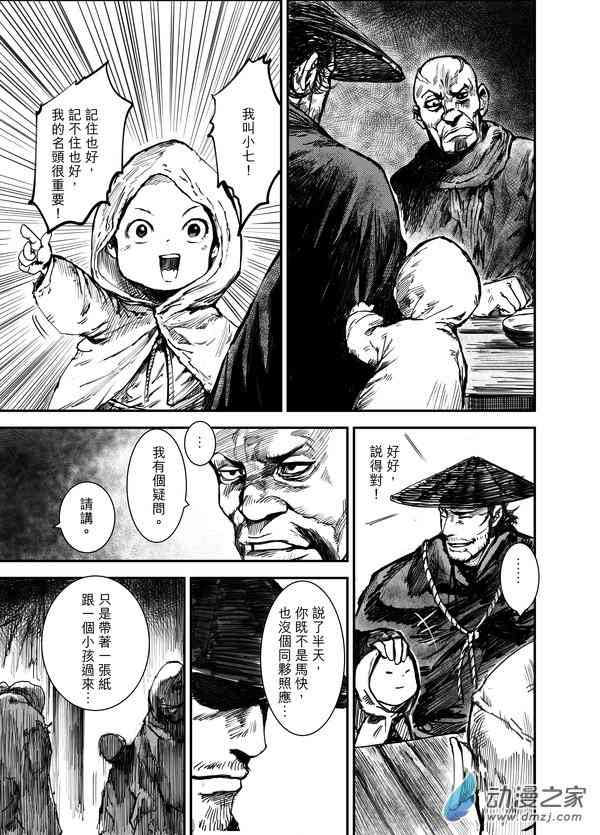 我叫小七！
記住也好，
記不住也好，
我的名頭很重要！
好好，
說得對！
……
…
我有個疑問。
請講。
說了半天，
你既不是馬快，
也沒個同夥照應…
只是帶著一張紙
跟一個小孩過來…
动漫之家
www.dmzj.com